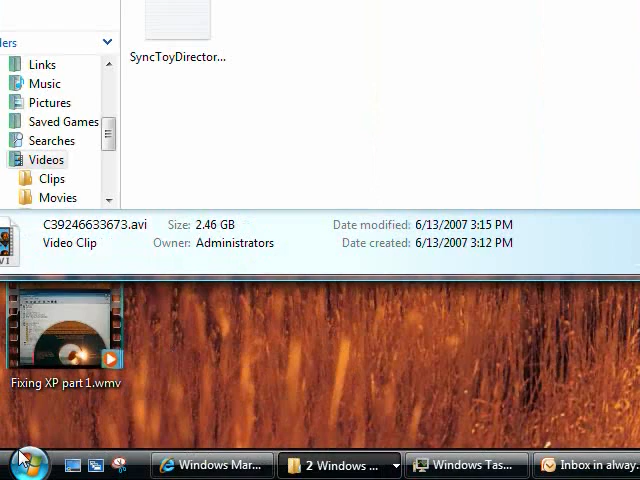 ders
SyncToyDirector...
Links
Music
Pictures
Saved Games
Searches
Videos
Clips
Movies
C39246633673.avi Size: 2.46 GB Date modified: 6/13/2007 3:15 PM
Video Clip Owner: Administrators Date created: 6/13/2007 3:12 PM
VI
Fixing XP part 1.wmv
Windows Mar... 2 Windows ... Windows Tas... Inbox in alway.